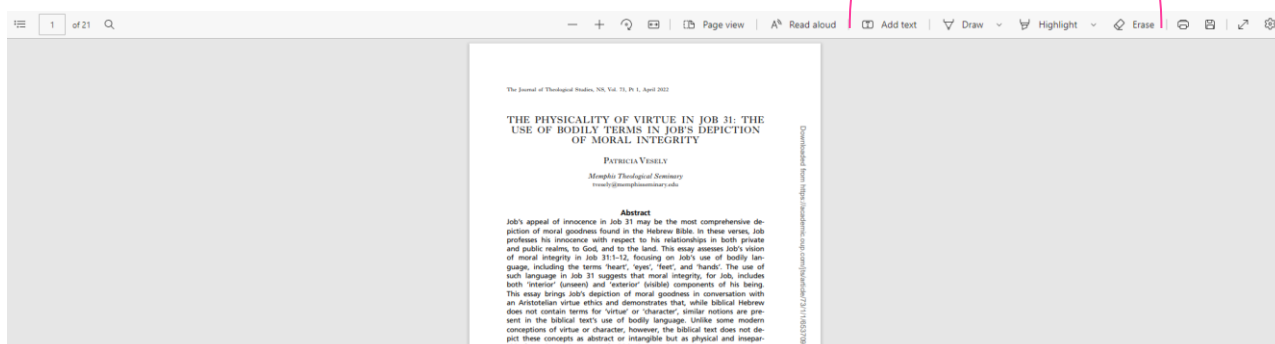 1 of 21 Page view Read aloud Add text Draw Highlight Erase
The Journal of Theological Studies, NS, Vol. 73, Pt 1, April 2022
THE PHYSICALITY OF VIRTUE IN JOB 31: THE
USE OF BODILY TERMS IN JOB'S DEPICTION
OF MORAL INTEGRITY
PATRICIA VESELY
Memphis Theological Seminary
tvesely@memphisseminary.edu
Abstract
Job's appeal of innocence in Job 31 may be the most comprehensive de-
piction of moral goodness found in the Hebrew Bible. In these verses, Job
professes his innocence with respect to his relationships in both private
and public realms, to God, and to the land. This essay assesses Job's vision
of moral integrity in Job 31:1–12, focusing on Job's use of bodily lan-
guage, including the terms 'heart', 'eyes', 'feet', and 'hands'. The use of
such language in Job 31 suggests that moral integrity, for Job, includes
both 'interior' (unseen) and 'exterior' (visible) components of his being.
This essay brings Job's depiction of moral goodness in conversation with
an Aristotelian virtue ethics and demonstrates that, while biblical Hebrew
does not contain terms for 'virtue' or 'character', similar notions are pre-
sent in the biblical text's use of bodily language. Unlike some modern
conceptions of virtue or character, however, the biblical text does not de-
pict these concepts as abstract or intangible but as physical and insepar-
Downloaded from https://academic.oup.com/jts/article/73/1/1/6553709